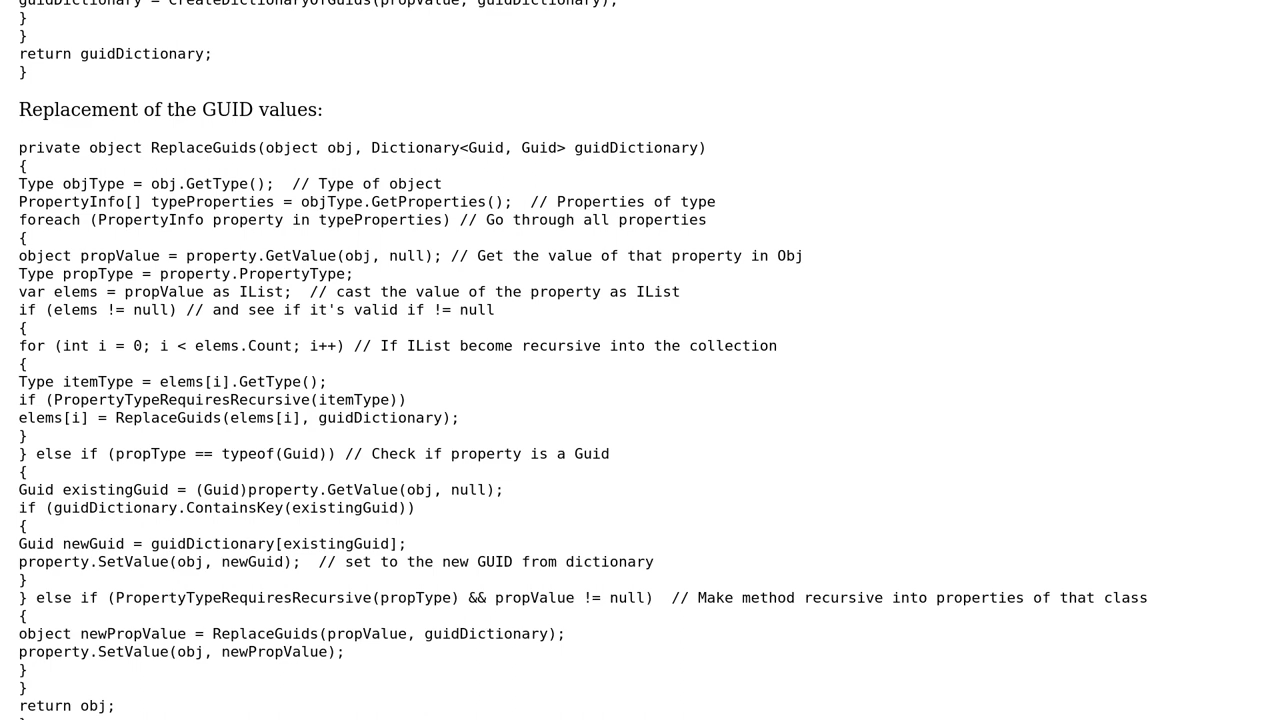 guidDictionary = CreateDictionaryOfGuids(propValue, guidDictionary);
}
}
return guidDictionary;
}
Replacement of the GUID values:
private object ReplaceGuids(object obj, Dictionary<Guid, Guid> guidDictionary)
{
Type objType = obj.GetType();  // Type of object
PropertyInfo[] typeProperties = objType.GetProperties();  // Properties of type
foreach (PropertyInfo property in typeProperties) // Go through all properties
{
object propValue = property.GetValue(obj, null); // Get the value of that property in Obj
Type propType = property.PropertyType;
var elems = propValue as IList;  // cast the value of the property as IList
if (elems != null) // and see if it's valid if != null
{
for (int i = 0; i < elems.Count; i++) // If IList become recursive into the collection
{
Type itemType = elems[i].GetType();
if (PropertyTypeRequiresRecursive(itemType))
elems[i] = ReplaceGuids(elems[i], guidDictionary);
}
} else if (propType == typeof(Guid)) // Check if property is a Guid
{
Guid existingGuid = (Guid)property.GetValue(obj, null);
if (guidDictionary.ContainsKey(existingGuid))
{
Guid newGuid = guidDictionary[existingGuid];
property.SetValue(obj, newGuid);  // set to the new GUID from dictionary
}
} else if (PropertyTypeRequiresRecursive(propType) && propValue != null)  // Make method recursive into properties of that class
{
object newPropValue = ReplaceGuids(propValue, guidDictionary);
property.SetValue(obj, newPropValue);
}
}
return obj;
}